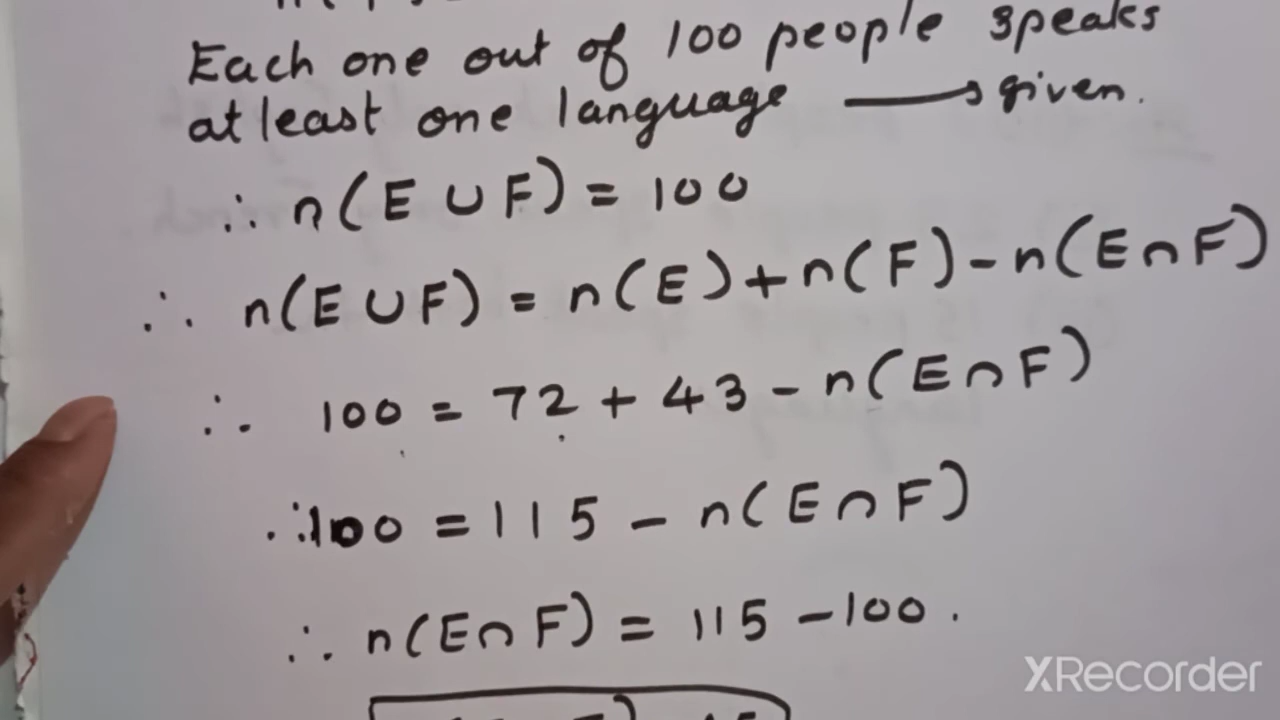 Each one out of 100 people speaks
at least one language → given.
∴ n(E ∪ F) = 100
∴ n(E ∪ F) = n(E) + n(F) - n(E ∩ F)
∴ 100 = 72 + 43 - n(E ∩ F)
∴ 100 = 115 - n(E ∩ F)
∴ n(E ∩ F) = 115 - 100.
XRecorder